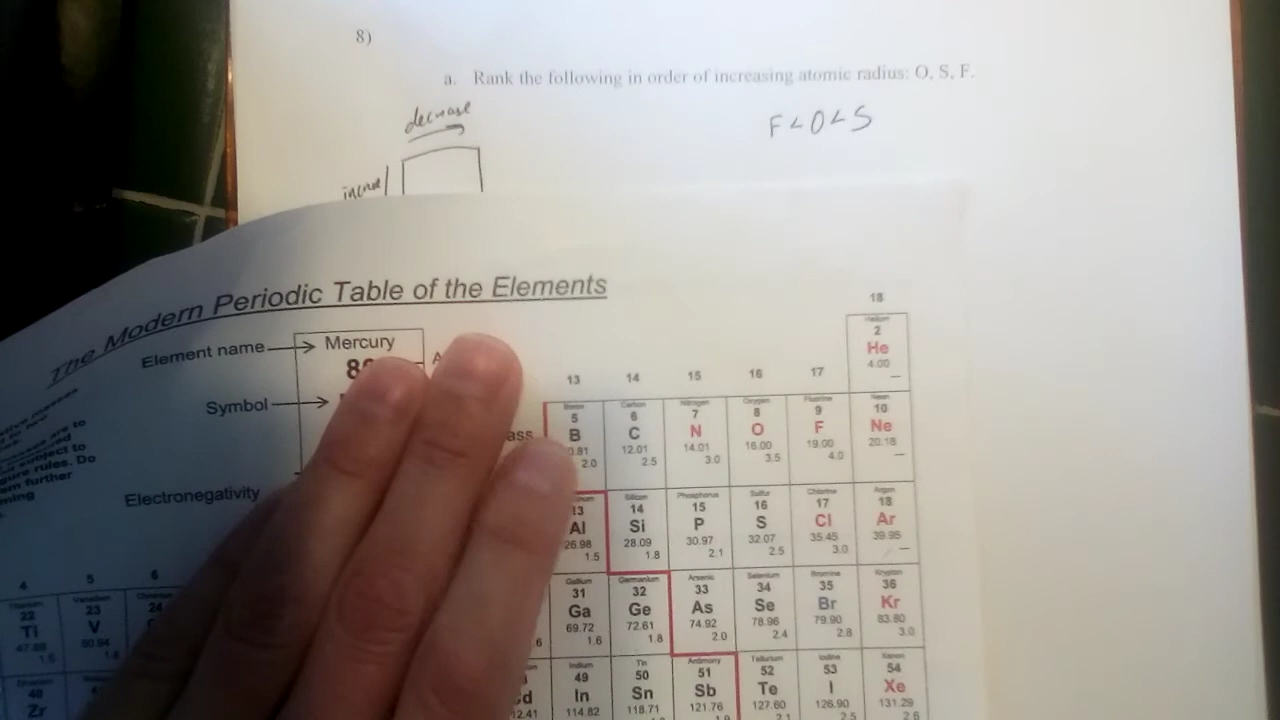 8)
a. Rank the following in order of increasing atomic radius: O, S, F.
decrease
F < O < S
The Modern Periodic Table of the Elements
Element name
Mercury
Symbol
Electronegativity
18
Helium
2
He
4.00
—
13 14 15 16 17
Boron Carbon Nitrogen Oxygen Fluorine Neon
5 6 7 8 9 10
B C N O F Ne
0.81 12.01 14.01 16.00 19.00 20.18
2.0 2.5 3.0 3.5 4.0 —
13 14 15 16 17 18
Silicon Phosphorus Sulfur Chlorine Argon
Al Si P S Cl Ar
26.98 28.09 30.97 32.07 35.45 39.95
1.5 1.8 2.1 2.5 3.0 —
Gallium Germanium Arsenic Selenium Bromine Krypton
31 32 33 34 35 36
Ga Ge As Se Br Kr
69.72 72.61 74.92 78.96 79.90 83.80
1.6 1.8 2.0 2.4 2.8 3.0
Indium Tin Antimony Tellurium Iodine Xenon
49 50 51 52 53 54
In Sn Sb Te I Xe
114.82 118.71 121.76 127.60 126.90 131.29
4 5 6
Titanium Vanadium
22 23 24
Ti V
47.88 50.94
40
Zr